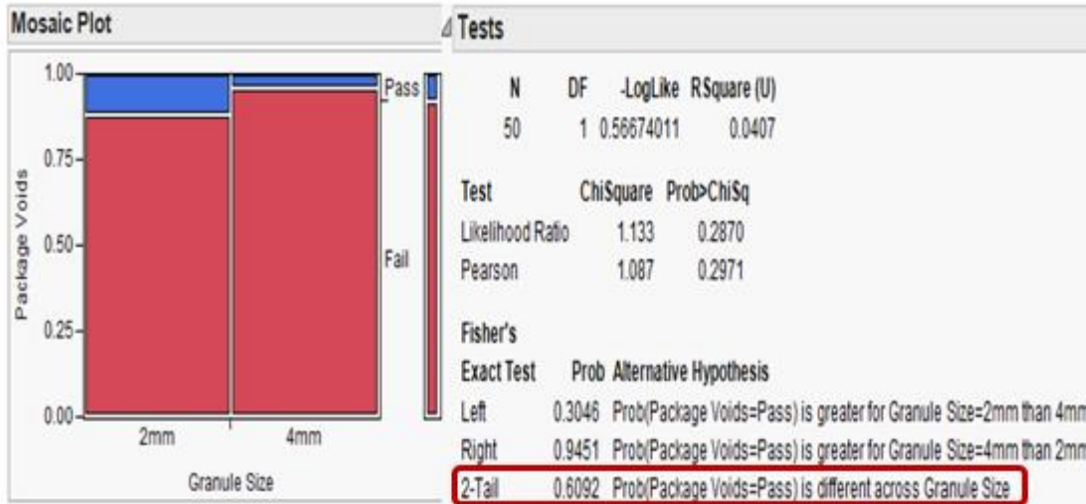 Mosaic Plot
1.00
0.75
0.50
0.25
0.00
Package Voids
Pass
Fail
2mm 4mm
Granule Size
Tests
N DF -LogLike RSquare (U)
50 1 0.56674011 0.0407
Test ChiSquare Prob>ChiSq
Likelihood Ratio 1.133 0.2870
Pearson 1.087 0.2971
Fisher's
Exact Test Prob Alternative Hypothesis
Left 0.3046 Prob(Package Voids=Pass) is greater for Granule Size=2mm than 4mm
Right 0.9451 Prob(Package Voids=Pass) is greater for Granule Size=4mm than 2mm
2-Tail 0.6092 Prob(Package Voids=Pass) is different across Granule Size